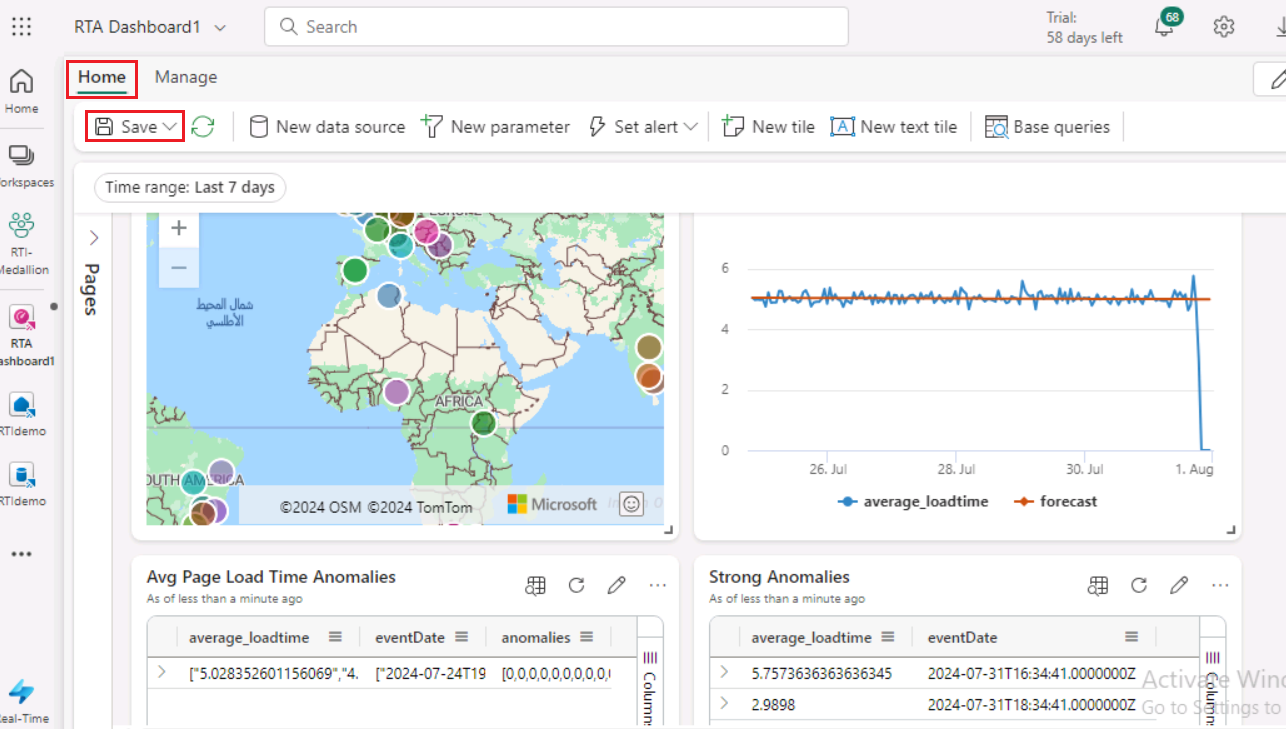 RTA Dashboard1
Search
Trial:
58 days left
68
Home
Manage
Save
New data source
New parameter
Set alert
New tile
New text tile
Base queries
Time range: Last 7 days
Home
orkspaces
RTI-
Medallion
RTA
ashboard1
RTIdemo
RTIdemo
eal-Time
Pages
EUROPE
شمال المحيط
الأطلسي
AFRICA
OUTH AMERICA
©2024 OSM ©2024 TomTom
Microsoft
6
4
2
0
26. Jul
28. Jul
30. Jul
1. Aug
average_loadtime
forecast
Avg Page Load Time Anomalies
As of less than a minute ago
average_loadtime
eventDate
anomalies
["5.028352601156069","4.
["2024-07-24T19
[0,0,0,0,0,0,0,0,0,
Columns
Strong Anomalies
As of less than a minute ago
average_loadtime
eventDate
5.7573636363636345
2024-07-31T16:34:41.0000000Z
2.9898
2024-07-31T18:34:41.0000000Z
Columns
Activate Wind
Go to Settings to